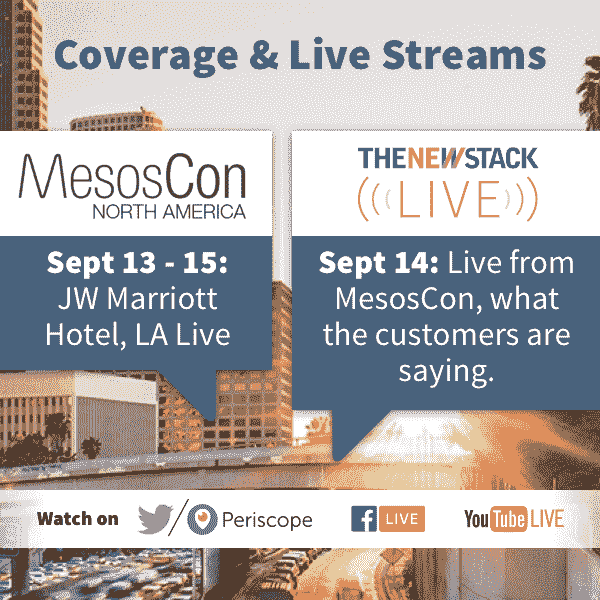 Coverage & Live Streams
MesosCon
NORTH AMERICA
Sept 13 - 15:
JW Marriott
Hotel, LA Live
THENEWSTACK
LIVE
Sept 14: Live from
MesosCon, what
the customers are
saying.
Watch on
Periscope
LIVE
YouTube LIVE